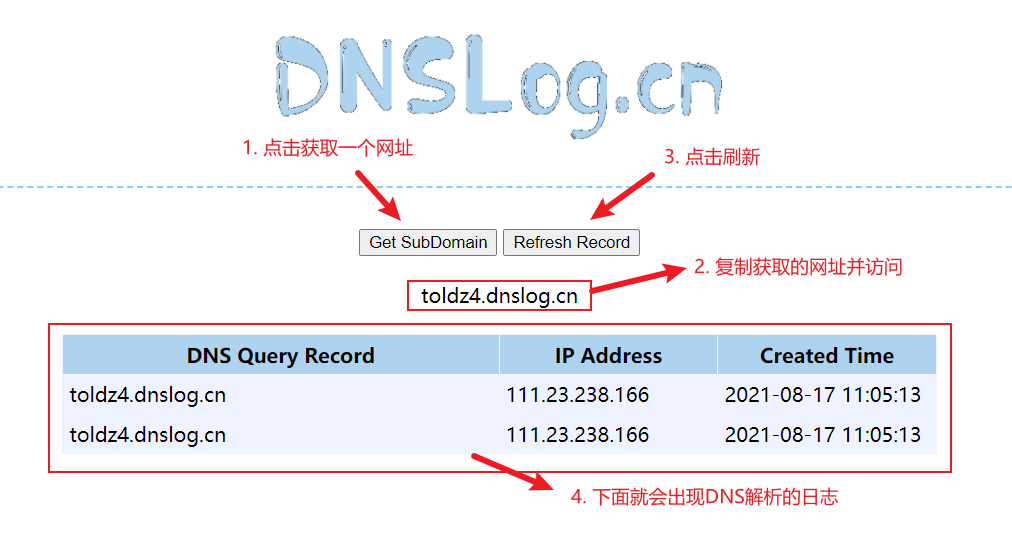 DNSLog.cn
1. 点击获取一个网址
3. 点击刷新
Get SubDomain Refresh Record
2. 复制获取的网址并访问
toldz4.dnslog.cn
DNS Query Record IP Address Created Time
toldz4.dnslog.cn 111.23.238.166 2021-08-17 11:05:13
toldz4.dnslog.cn 111.23.238.166 2021-08-17 11:05:13
4. 下面就会出现DNS解析的日志